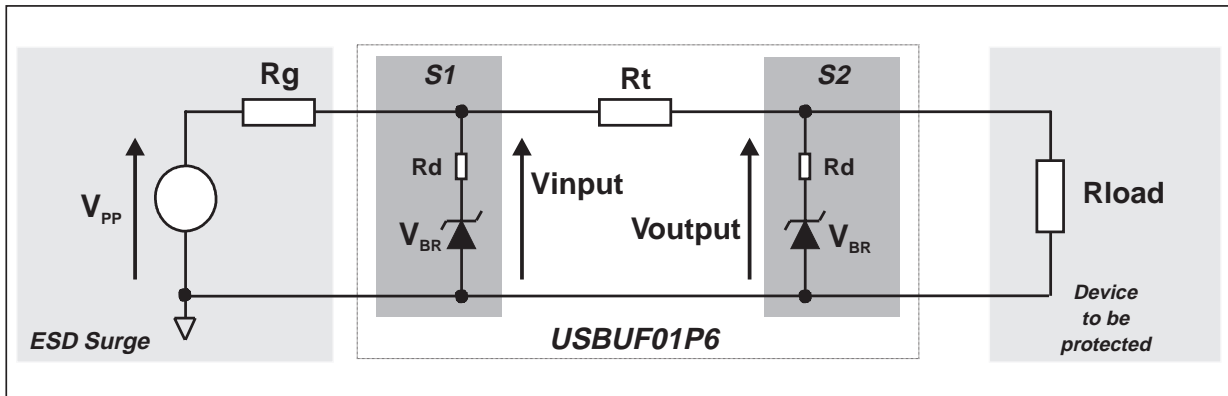 S1
S2
Rg
Rt
Rd
Rd
Vinput
Rload
VPP
VBR
Voutput
VBR
Device
to be
protected
ESD Surge
USBUF01P6